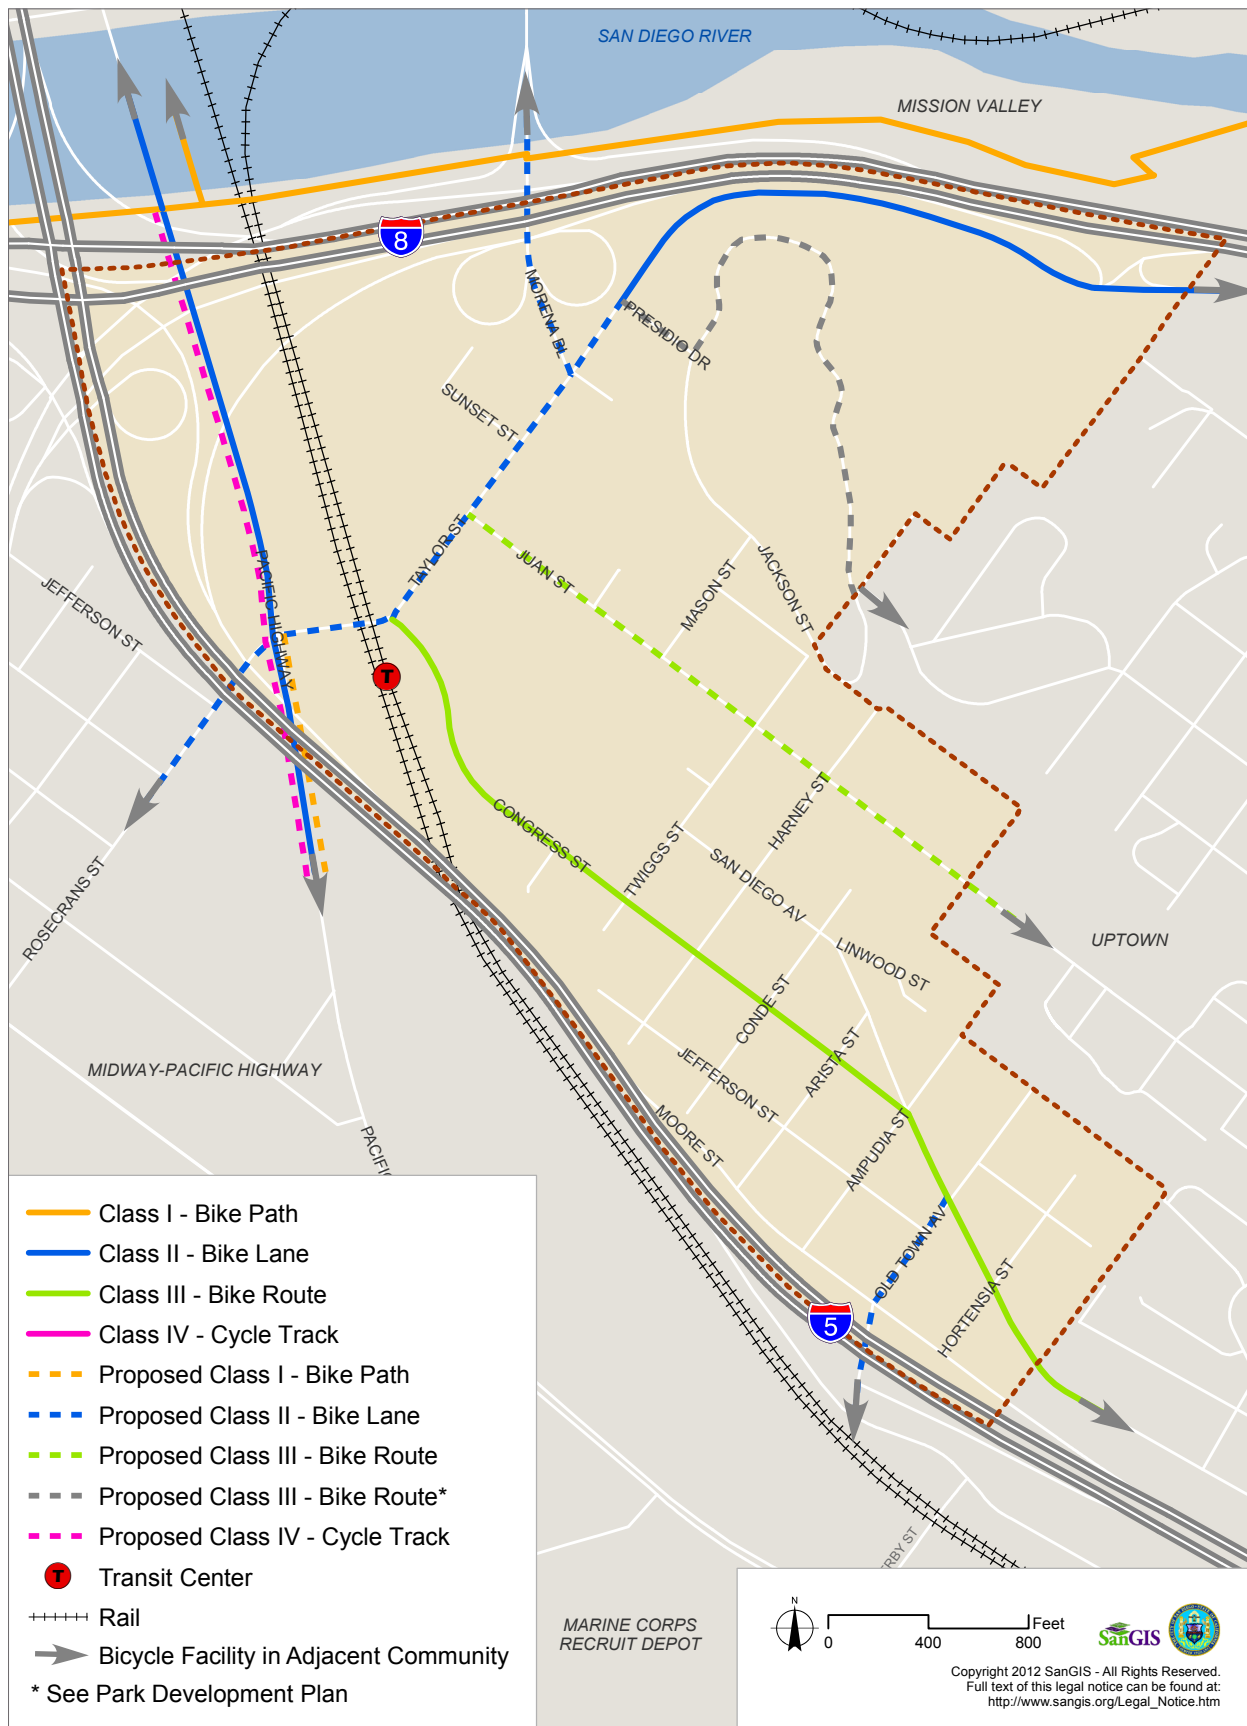 SAN DIEGO RIVER
MISSION VALLEY
8
MORENA BL
PRESIDIO DR
SUNSET ST
TAYLOR ST
JUAN ST
JEFFERSON ST
PACIFIC HIGHWAY
MASON ST
JACKSON ST
T
CONGRESS ST
TWIGGS ST
HARNEY ST
SAN DIEGO AV
LINWOOD ST
ROSECRANS ST
UPTOWN
CONDE ST
ARISTA ST
MIDWAY-PACIFIC HIGHWAY
JEFFERSON ST
MOORE ST
AMPUDIA ST
OLD TOWN AV
HORTENSIA ST
5
Class I - Bike Path
Class II - Bike Lane
Class III - Bike Route
Class IV - Cycle Track
Proposed Class I - Bike Path
Proposed Class II - Bike Lane
Proposed Class III - Bike Route
Proposed Class III - Bike Route*
Proposed Class IV - Cycle Track
T Transit Center
Rail
Bicycle Facility in Adjacent Community
* See Park Development Plan
MARINE CORPS
RECRUIT DEPOT
N
Feet
0 400 800
SanGIS
Copyright 2012 SanGIS - All Rights Reserved.
Full text of this legal notice can be found at:
http://www.sangis.org/Legal_Notice.htm